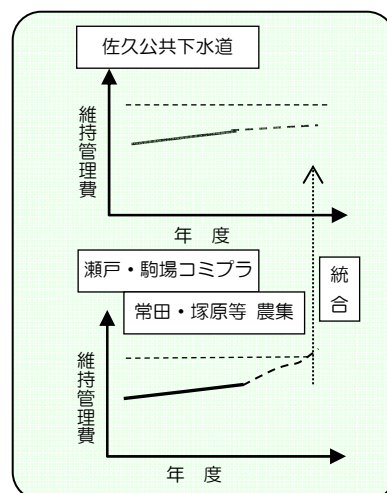 佐久公共下水道
維持管理費
年 度
瀬戸・駒場コミプラ
常田・塚原等 農集
統合
維持管理費
年 度